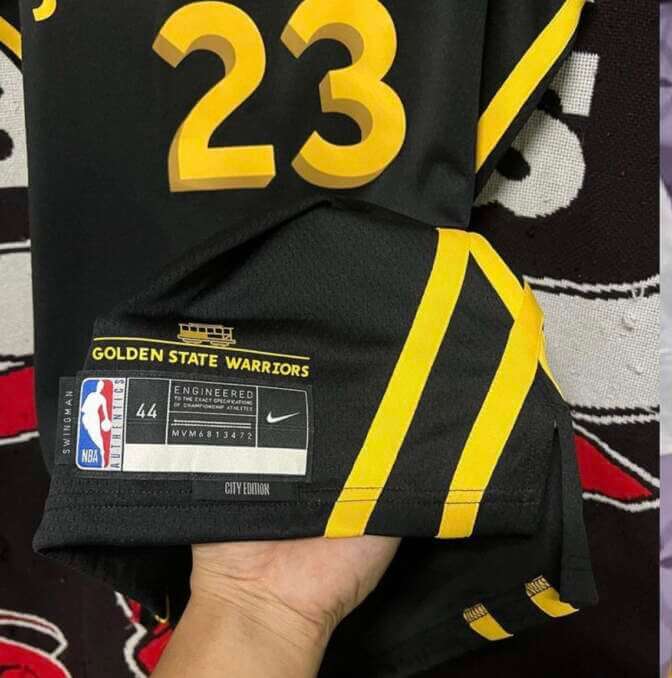 23
GOLDEN STATE WARRIORS
SWINGMAN
NBA
AUTHENTICS
44
ENGINEERED
TO THE EXACT SPECIFICATIONS
OF CHAMPIONSHIP ATHLETES
MVM6813472
CITY EDITION